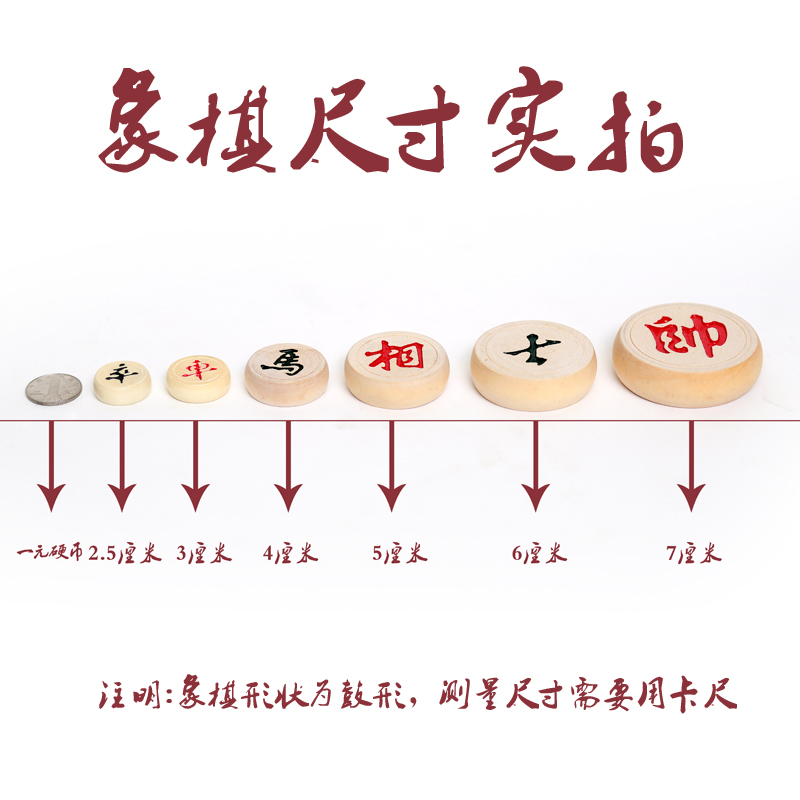 象棋尺寸实拍
卒 車 馬 相 士 帥
一元硬币 2.5厘米 3厘米 4厘米 5厘米 6厘米 7厘米
注明:象棋形状为鼓形，测量尺寸需要用卡尺